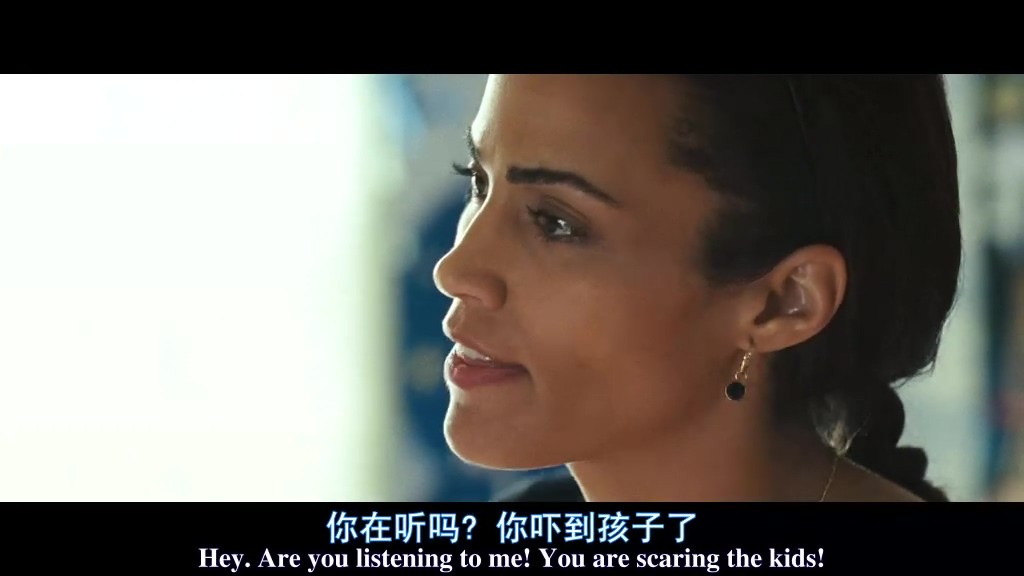 你在听吗? 你吓到孩子了
Hey. Are you listening to me! You are scaring the kids!